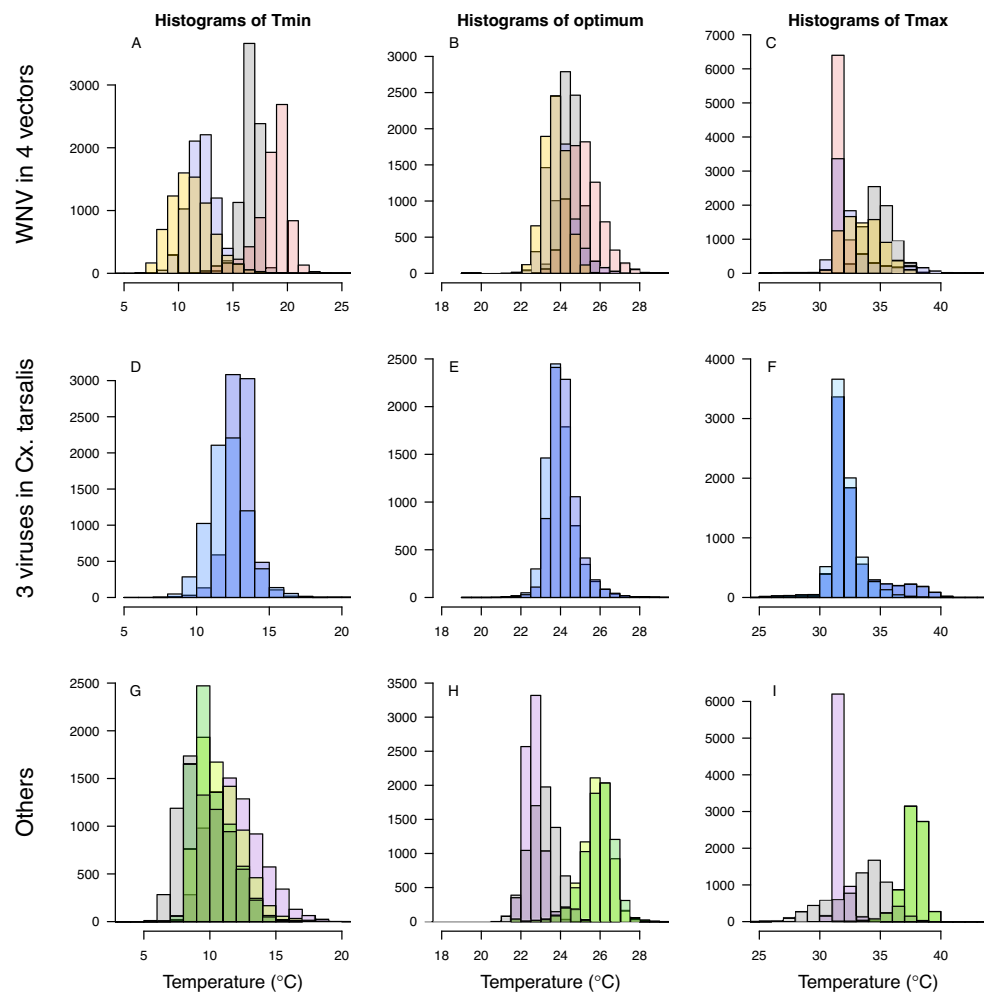 Histograms of Tmin
Histograms of optimum
Histograms of Tmax
WNV in 4 vectors
A
0 1000 2000 3000
5 10 15 20 25
B
0 500 1000 1500 2000 2500 3000
18 20 22 24 26 28
C
0 1000 2000 3000 4000 5000 6000 7000
25 30 35 40
3 viruses in Cx. tarsalis
D
0 500 1000 1500 2000 2500 3000
5 10 15 20
E
0 500 1000 1500 2000 2500
18 20 22 24 26 28
F
0 1000 2000 3000 4000
25 30 35 40
Others
G
0 500 1000 1500 2000 2500
5 10 15 20
Temperature (°C)
H
0 500 1000 1500 2000 2500 3000 3500
18 20 22 24 26 28
Temperature (°C)
I
0 1000 2000 3000 4000 5000 6000
25 30 35 40
Temperature (°C)